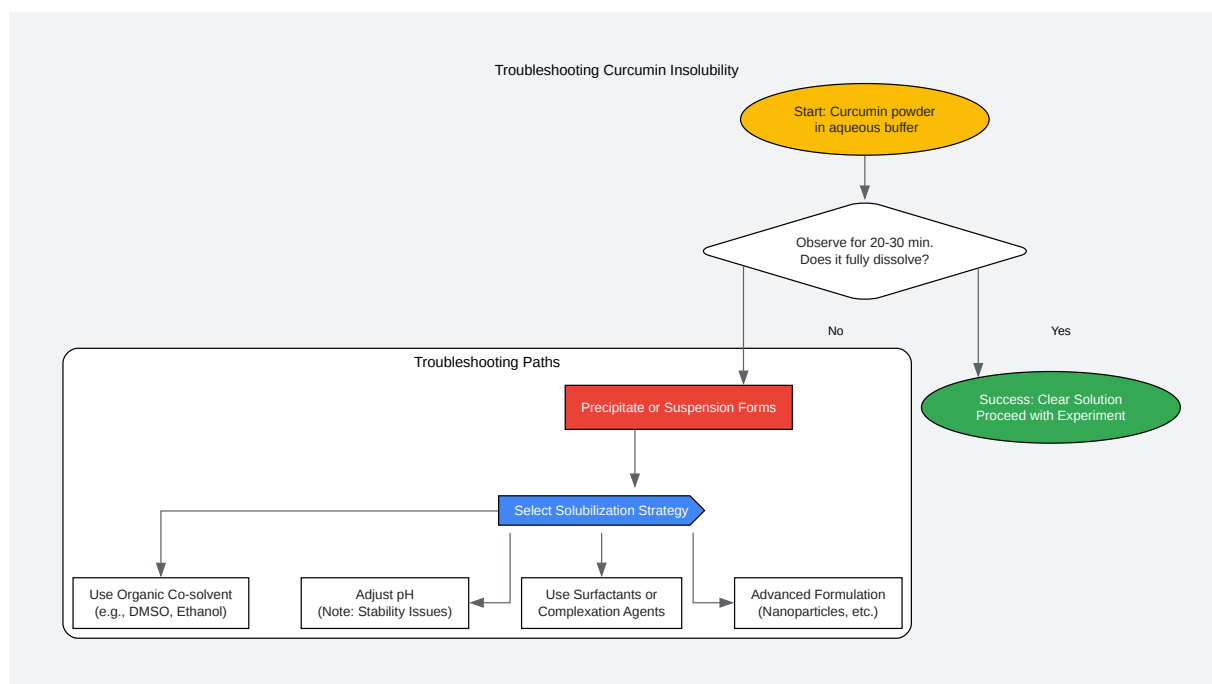 Troubleshooting Curcumin Insolubility
Start: Curcumin powder
in aqueous buffer
Observe for 20-30 min.
Does it fully dissolve?
No
Yes
Troubleshooting Paths
Precipitate or Suspension Forms
Success: Clear Solution
Proceed with Experiment
Select Solubilization Strategy
Use Organic Co-solvent
(e.g., DMSO, Ethanol)
Adjust pH
(Note: Stability Issues)
Use Surfactants or
Complexation Agents
Advanced Formulation
(Nanoparticles, etc.)